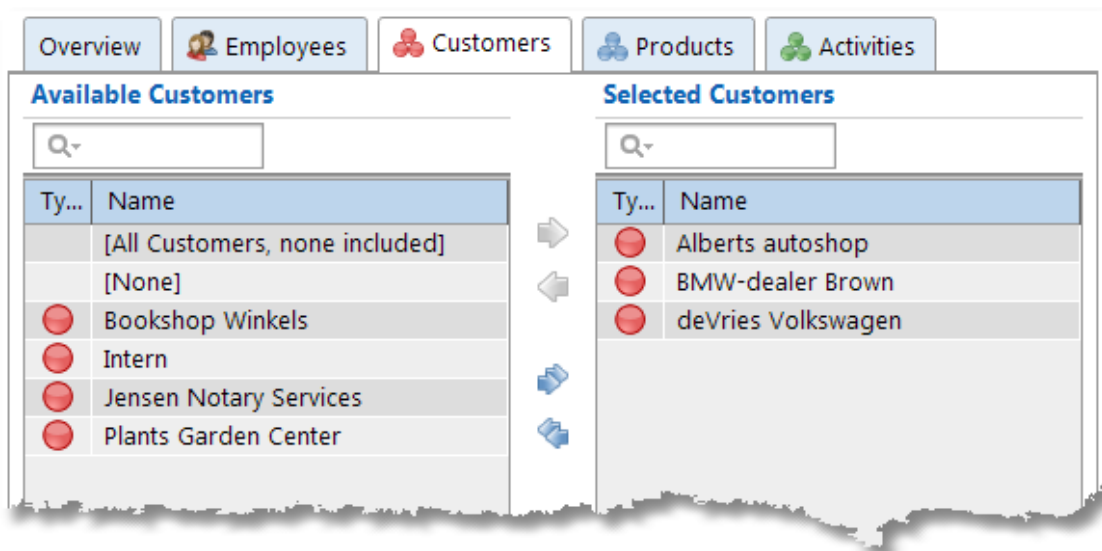 Overview Employees Customers Products Activities
Available Customers
Ty... Name
[All Customers, none included]
[None]
Bookshop Winkels
Intern
Jensen Notary Services
Plants Garden Center
Selected Customers
Ty... Name
Alberts autoshop
BMW-dealer Brown
deVries Volkswagen